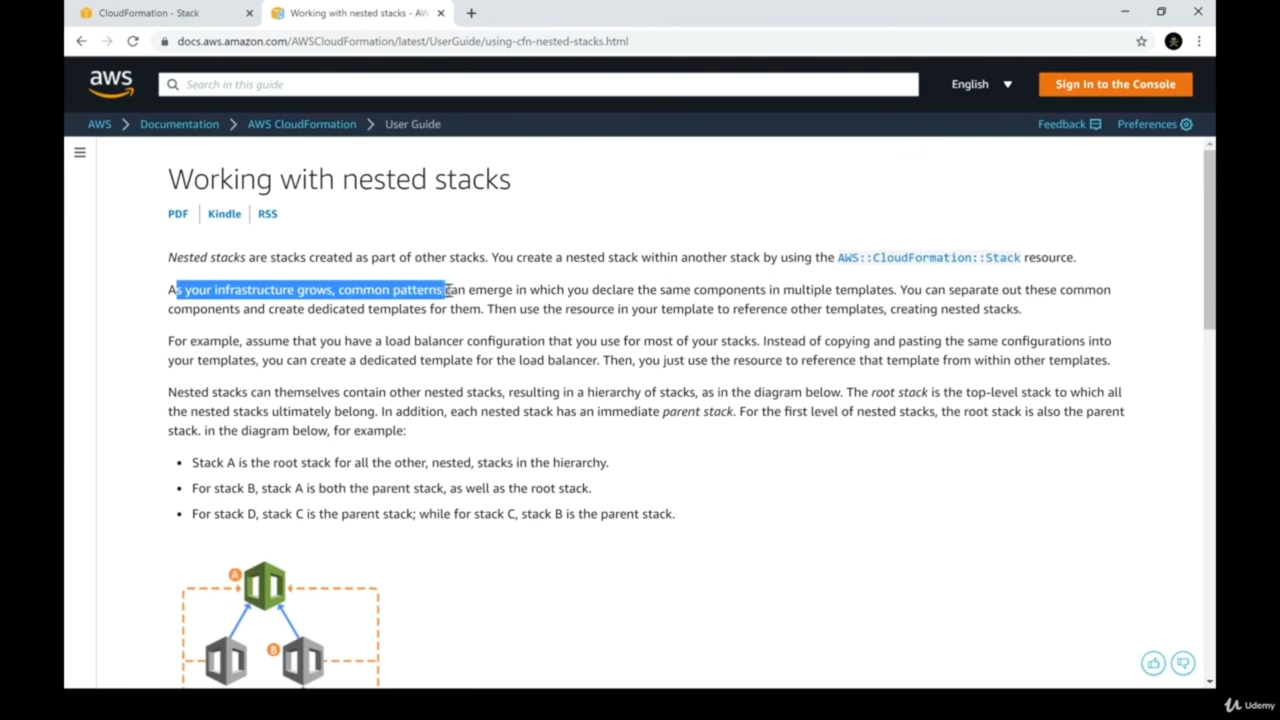 CloudFormation - Stack
Working with nested stacks - AW
docs.aws.amazon.com/AWSCloudFormation/latest/UserGuide/using-cfn-nested-stacks.html
aws
Search in this guide
English
Sign In to the Console
AWS
Documentation
AWS CloudFormation
User Guide
Feedback
Preferences
Working with nested stacks
PDF
Kindle
RSS
Nested stacks are stacks created as part of other stacks. You create a nested stack within another stack by using the AWS::CloudFormation::Stack resource.
As your infrastructure grows, common patterns can emerge in which you declare the same components in multiple templates. You can separate out these common
components and create dedicated templates for them. Then use the resource in your template to reference other templates, creating nested stacks.
For example, assume that you have a load balancer configuration that you use for most of your stacks. Instead of copying and pasting the same configurations into
your templates, you can create a dedicated template for the load balancer. Then, you just use the resource to reference that template from within other templates.
Nested stacks can themselves contain other nested stacks, resulting in a hierarchy of stacks, as in the diagram below. The root stack is the top-level stack to which all
the nested stacks ultimately belong. In addition, each nested stack has an immediate parent stack. For the first level of nested stacks, the root stack is also the parent
stack. in the diagram below, for example:
• Stack A is the root stack for all the other, nested, stacks in the hierarchy.
• For stack B, stack A is both the parent stack, as well as the root stack.
• For stack D, stack C is the parent stack; while for stack C, stack B is the parent stack.
A
B
Udemy